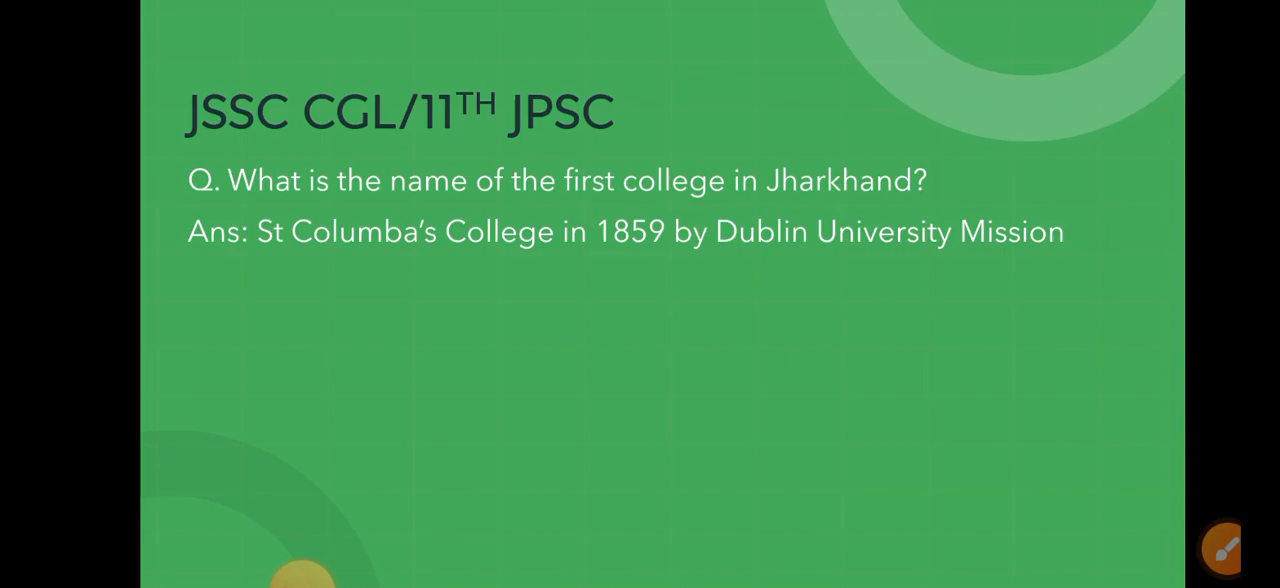 JSSC CGL/11TH JPSC
Q. What is the name of the first college in Jharkhand?
Ans: St Columba’s College in 1859 by Dublin University Mission